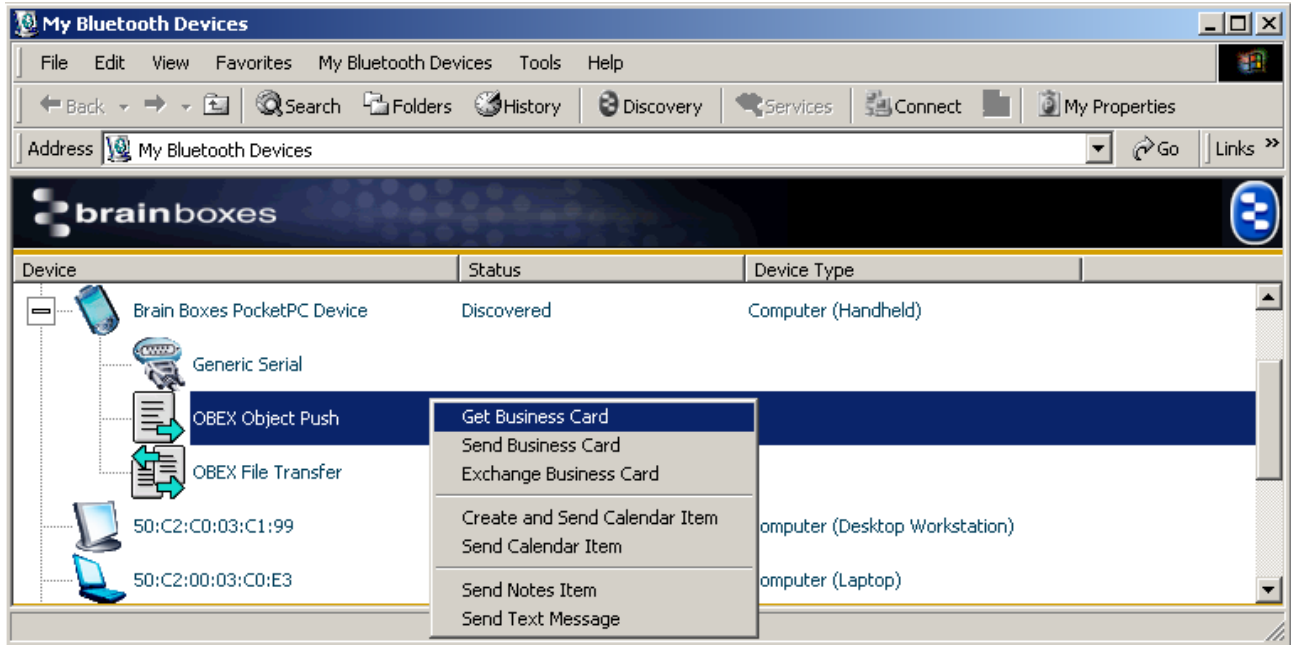 My Bluetooth Devices
File Edit View Favorites My Bluetooth Devices Tools Help
Back Search Folders History Discovery Services Connect My Properties
Address My Bluetooth Devices Go Links »
brainboxes
Device Status Device Type
Brain Boxes PocketPC Device Discovered Computer (Handheld)
Generic Serial
OBEX Object Push Get Business Card
Send Business Card
OBEX File Transfer Exchange Business Card
Create and Send Calendar Item
50:C2:C0:03:C1:99 omputer (Desktop Workstation)
Send Calendar Item
50:C2:00:03:C0:E3 omputer (Laptop)
Send Notes Item
Send Text Message